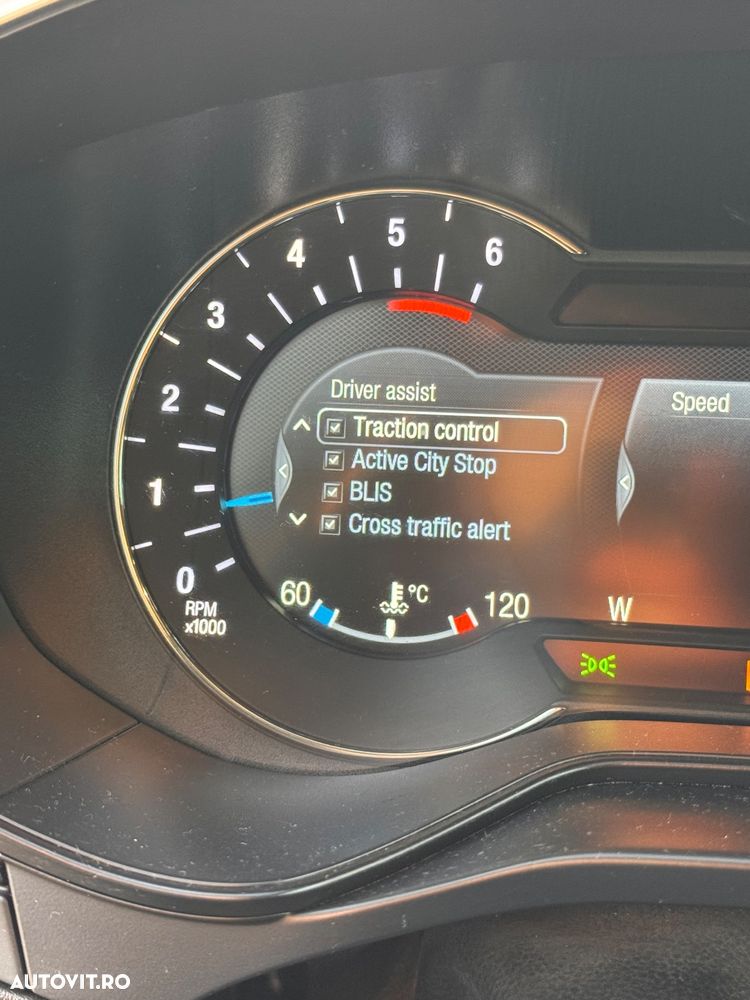 6
5
4
3
2
1
0
RPM
x1000
Driver assist
Traction control
Active City Stop
BLIS
Cross traffic alert
60
°C
120
Speed
W
AUTOVIT.RO